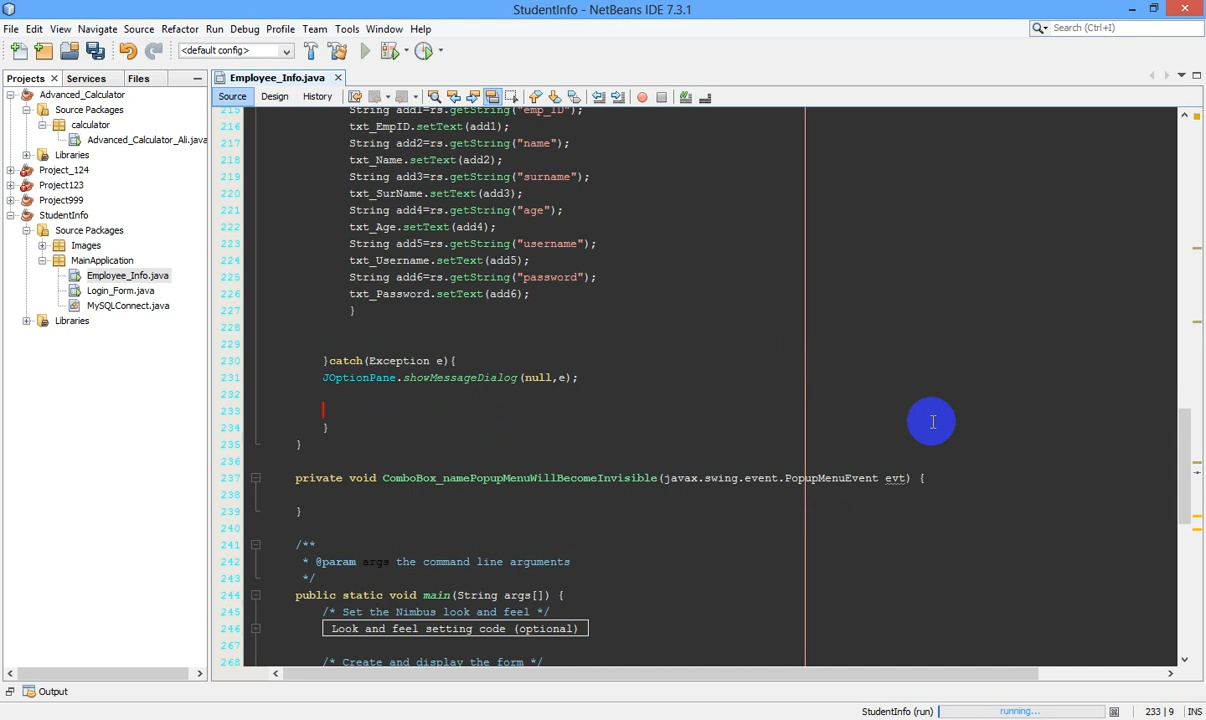 StudentInfo - NetBeans IDE 7.3.1
File Edit View Navigate Source Refactor Run Debug Profile Team Tools Window Help
Search (Ctrl+I)
<default config>
Projects Services Files
Employee_Info.java
Source Design History
Advanced_Calculator
Source Packages
calculator
Advanced_Calculator_Ali.java
Libraries
Project_124
Project123
Project999
StudentInfo
Source Packages
Images
MainApplication
Employee_Info.java
Login_Form.java
MySQLConnect.java
Libraries
215 String add1=rs.getString("emp_ID");
216 txt_EmpID.setText(add1);
217 String add2=rs.getString("name");
218 txt_Name.setText(add2);
219 String add3=rs.getString("surname");
220 txt_SurName.setText(add3);
221 String add4=rs.getString("age");
222 txt_Age.setText(add4);
223 String add5=rs.getString("username");
224 txt_Username.setText(add5);
225 String add6=rs.getString("password");
226 txt_Password.setText(add6);
227 }
228
229
230 }catch(Exception e){
231 JOptionPane.showMessageDialog(null,e);
232
233
234 }
235 }
236
237 private void ComboBox_namePopupMenuWillBecomeInvisible(javax.swing.event.PopupMenuEvent evt) {
238
239 }
240
241 /**
242 * @param args the command line arguments
243 */
244 public static void main(String args[]) {
245 /* Set the Nimbus look and feel */
246 Look and feel setting code (optional)
267
268 /* Create and display the form */
Output
StudentInfo (run) running... 233 | 9 INS